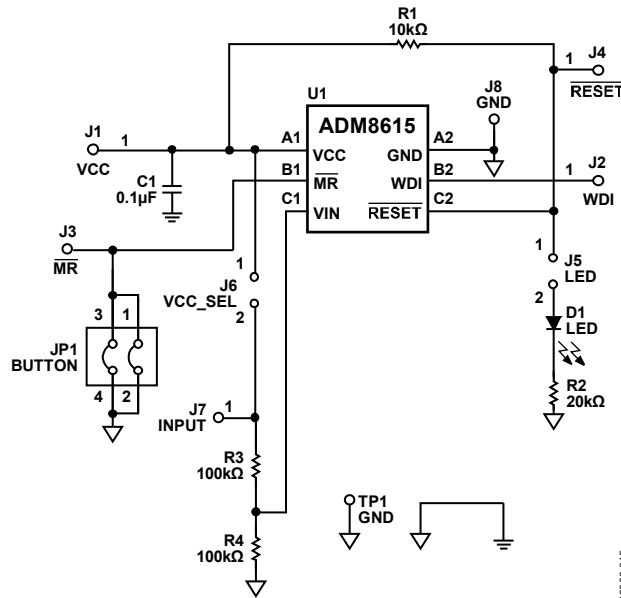 R1
10kΩ
1 J4
RESET
J8
GND
U1
ADM8615
J1
1
VCC
A1 VCC GND A2
B1 MR WDI B2
C1 VIN RESET C2
1 J2
WDI
C1
0.1µF
J3
MR
1
J6
VCC_SEL
2
1
J5
LED
2
D1
LED
3 1
JP1
BUTTON
4 2
R2
20kΩ
J7 1
INPUT
R3
100kΩ
R4
100kΩ
TP1
GND